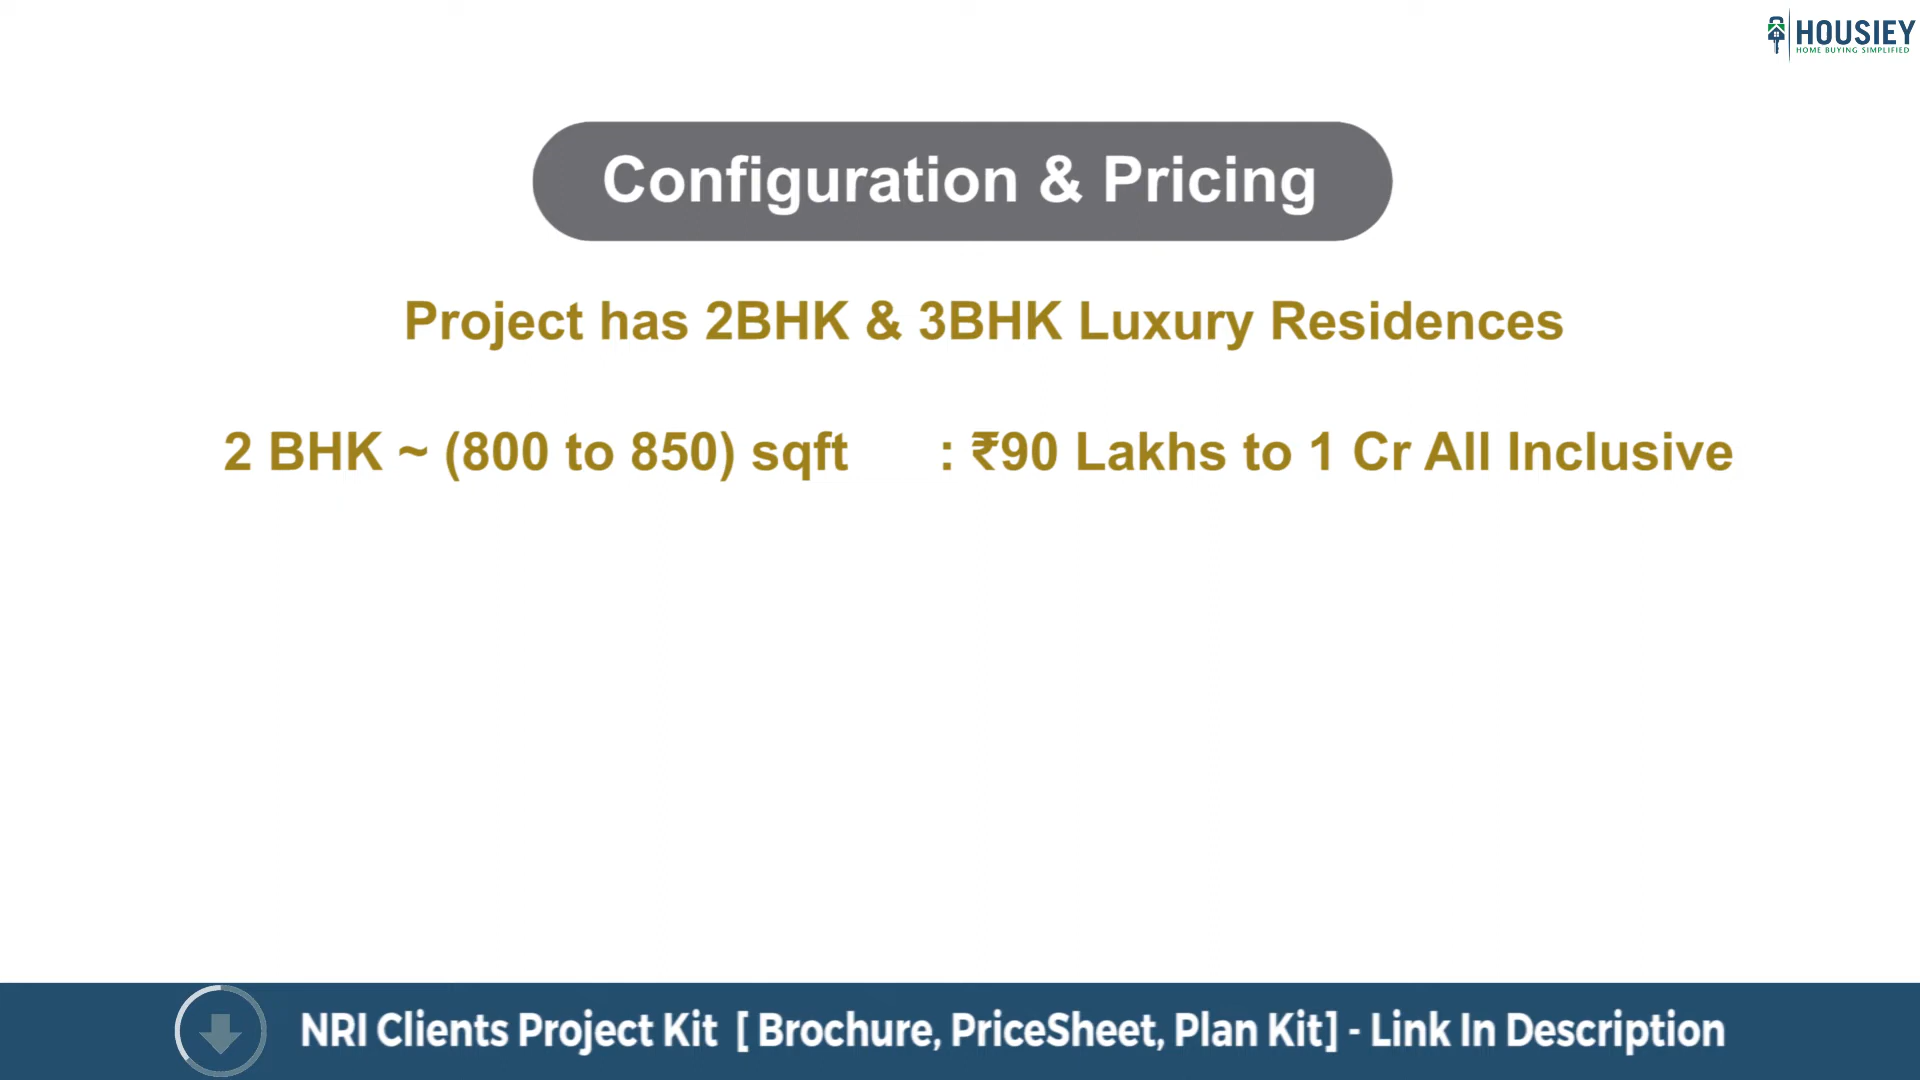 HOUSIEY
HOME BUYING SIMPLIFIED
Configuration & Pricing
Project has 2BHK & 3BHK Luxury Residences
2 BHK ~ (800 to 850) sqft : ₹90 Lakhs to 1 Cr All Inclusive
NRI Clients Project Kit [ Brochure, PriceSheet, Plan Kit] - Link In Description